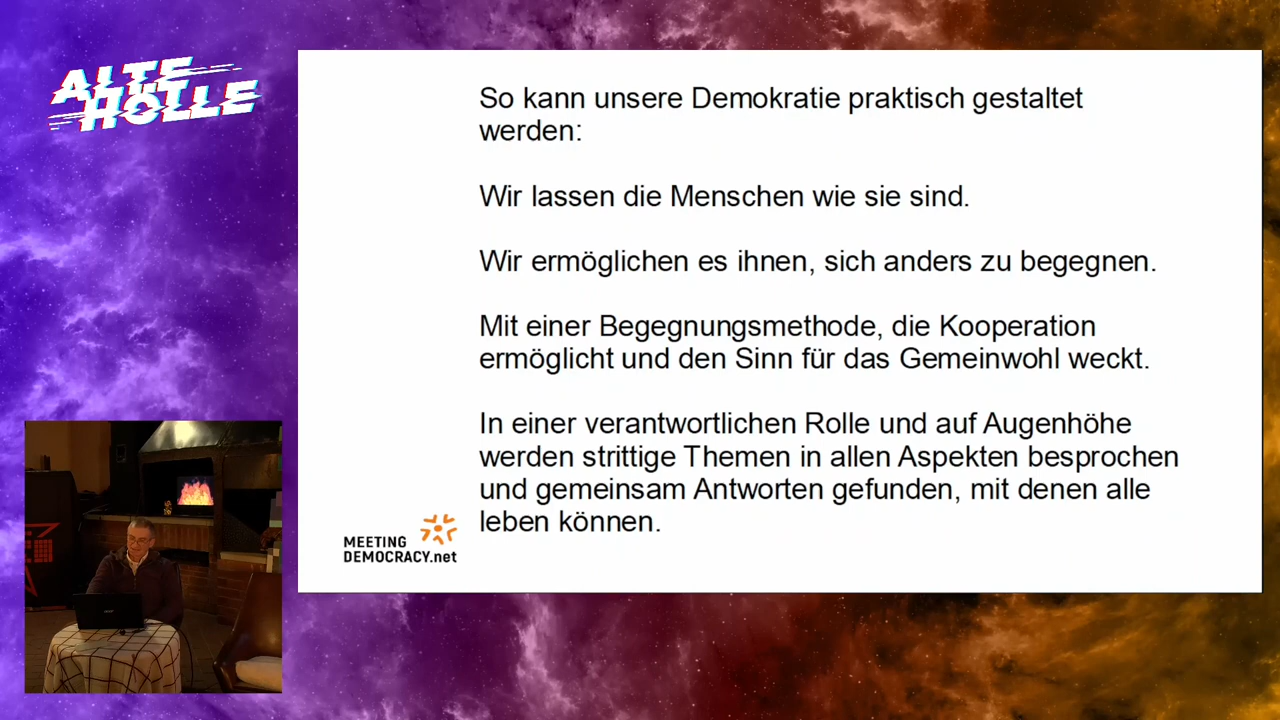 ALTE
HÖLLE
So kann unsere Demokratie praktisch gestaltet
werden:
Wir lassen die Menschen wie sie sind.
Wir ermöglichen es ihnen, sich anders zu begegnen.
Mit einer Begegnungsmethode, die Kooperation
ermöglicht und den Sinn für das Gemeinwohl weckt.
In einer verantwortlichen Rolle und auf Augenhöhe
werden strittige Themen in allen Aspekten besprochen
und gemeinsam Antworten gefunden, mit denen alle
leben können.
MEETING
DEMOCRACY.net